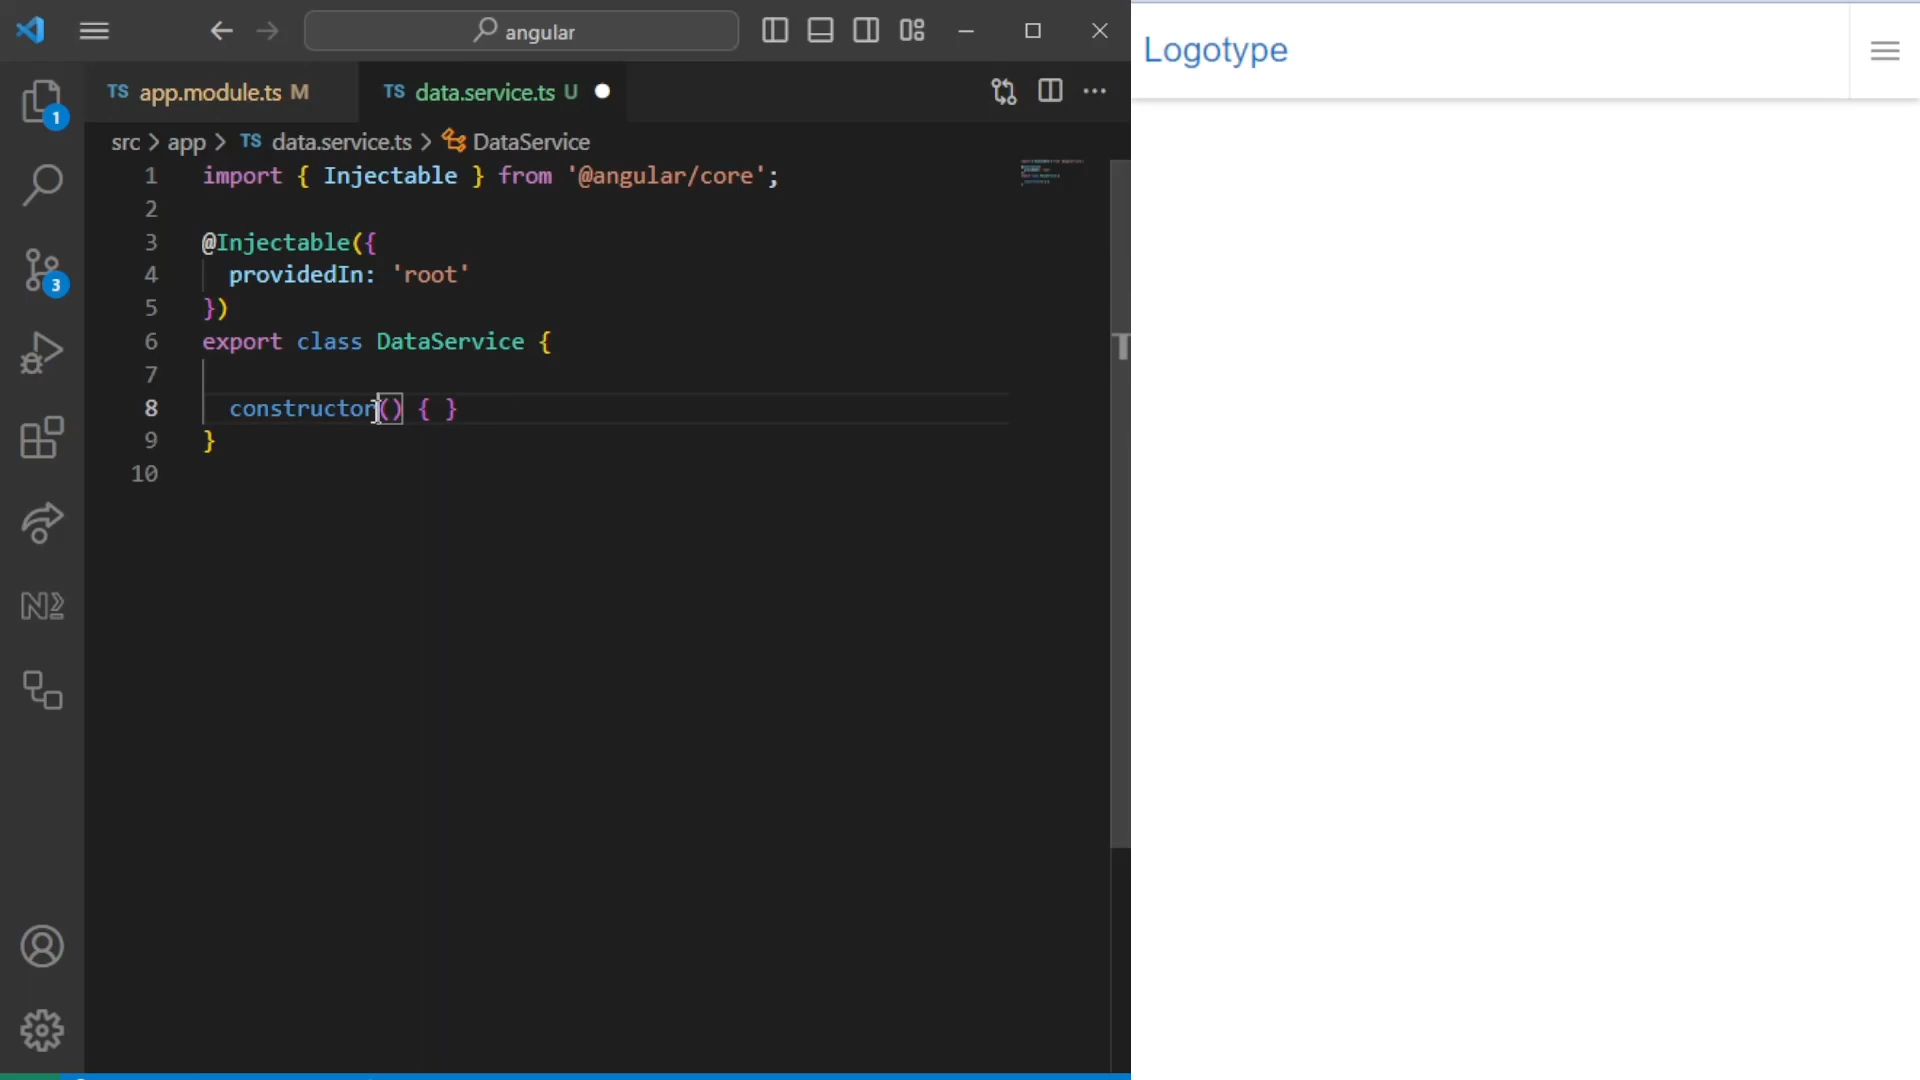 angular
TS app.module.ts M
TS data.service.ts U
src > app > TS data.service.ts > DataService
1 import { Injectable } from '@angular/core';
2
3 @Injectable({
4 providedIn: 'root'
5 })
6 export class DataService {
7
8 constructor() { }
9 }
10
1
3
Logotype
T